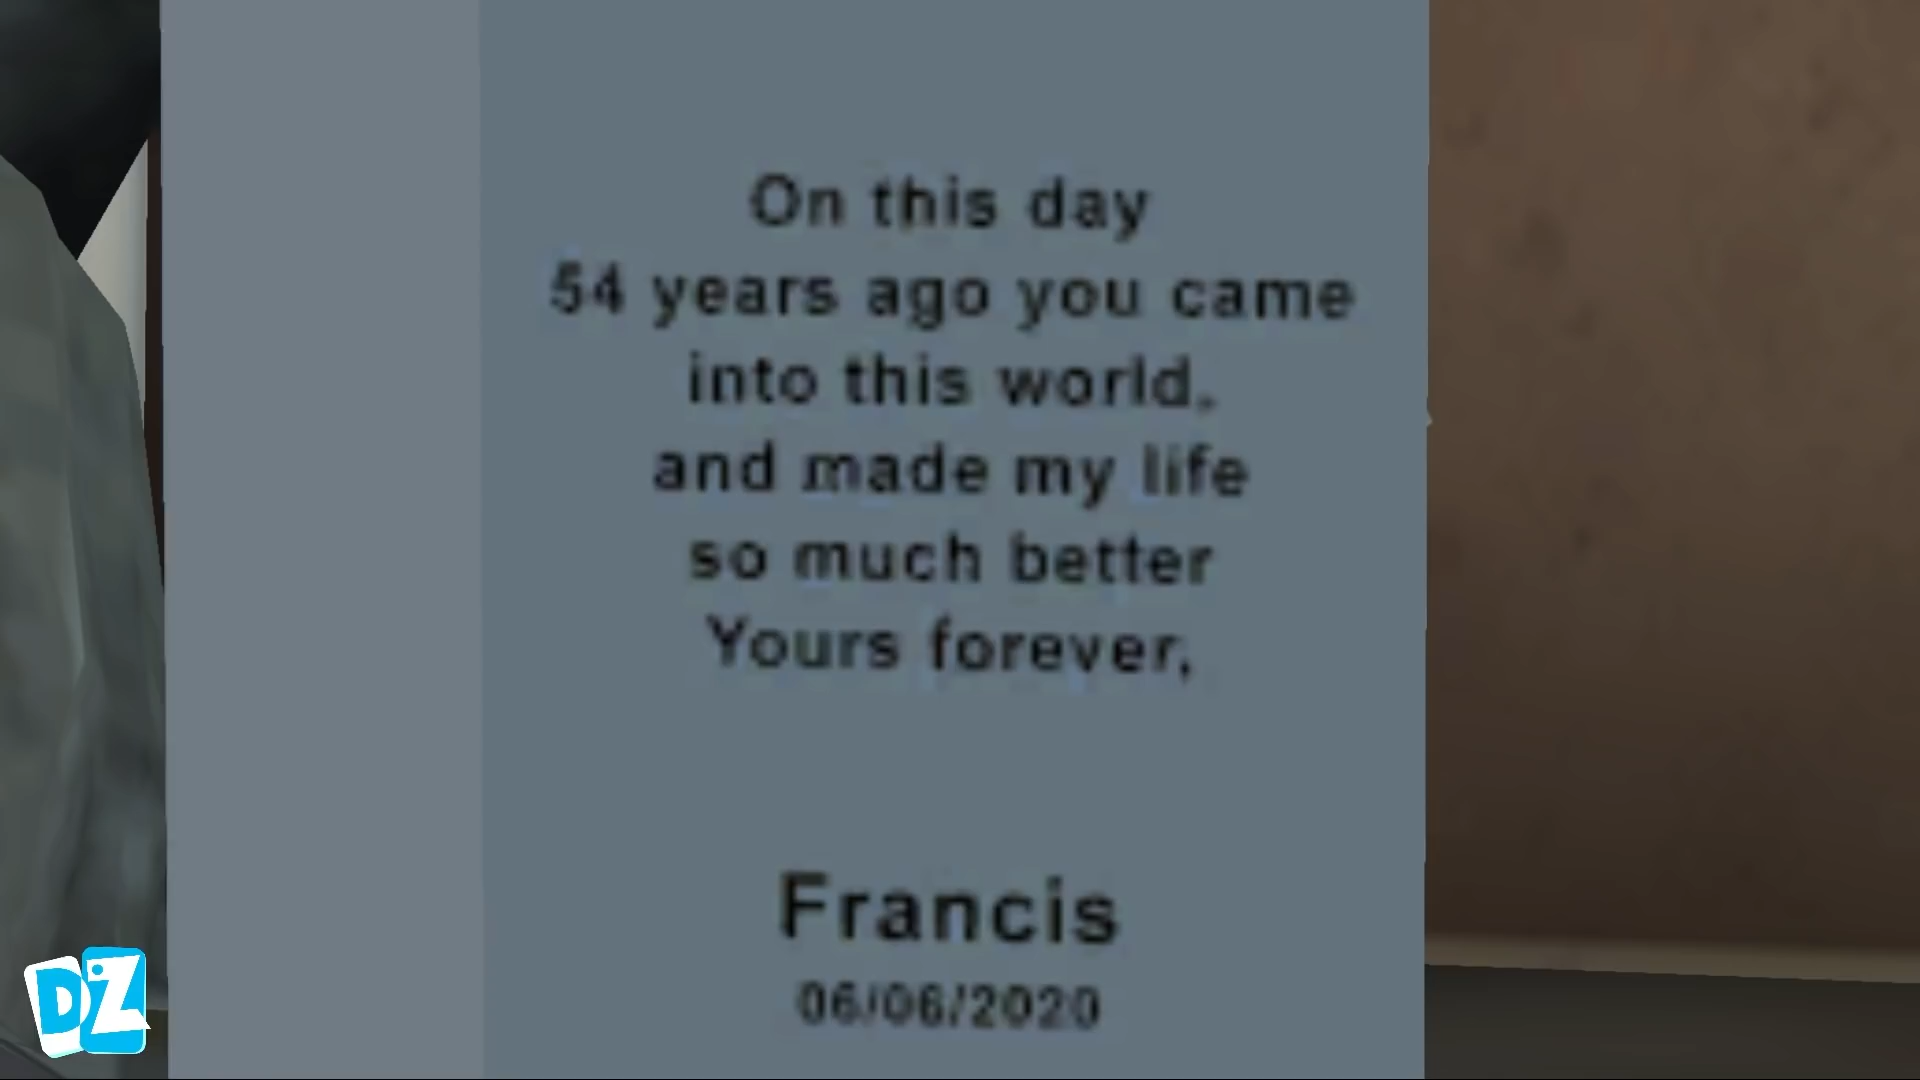 On this day
54 years ago you came
into this world,
and made my life
so much better
Yours forever,
Francis
06/06/2020
DiZ